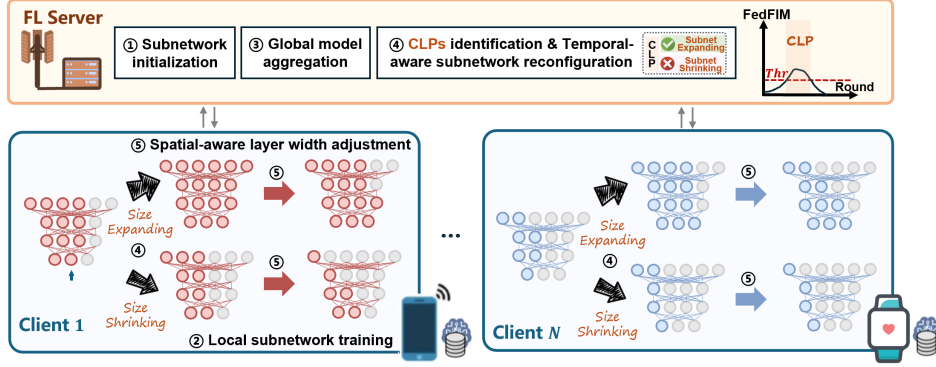 FL Server
① Subnetwork
initialization
③ Global model
aggregation
④ CLPs identification & Temporal-
aware subnetwork reconfiguration
C
L
P
Subnet
Expanding
Subnet
Shrinking
FedFIM
CLP
Thr
Round
⑤ Spatial-aware layer width adjustment
Size
Expanding
④
Size
Shrinking
⑤
⑤
Client 1
② Local subnetwork training
...
Size
Expanding
④
Size
Shrinking
⑤
⑤
Client N